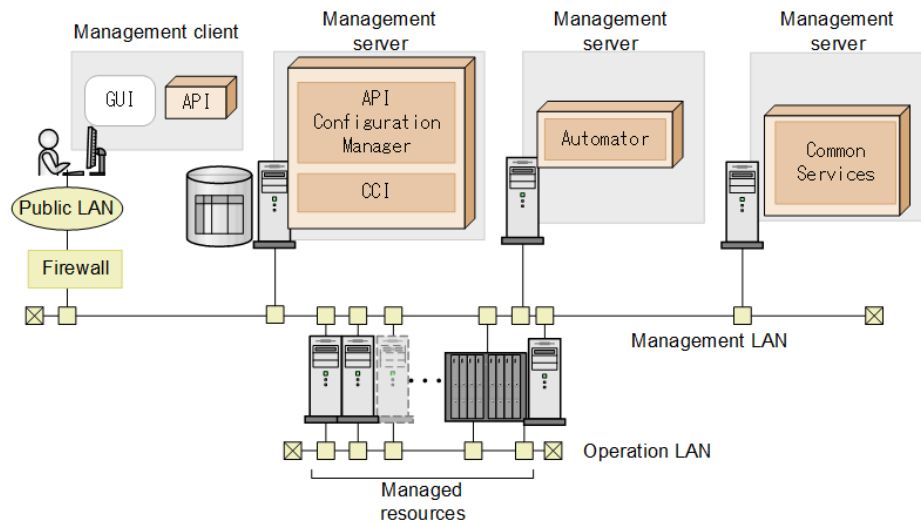 Management client
Management
server
Management
server
Management
server
GUI
API
API
Configuration
Manager
CCI
Automator
Common
Services
Public LAN
Firewall
Management LAN
Operation LAN
Managed
resources